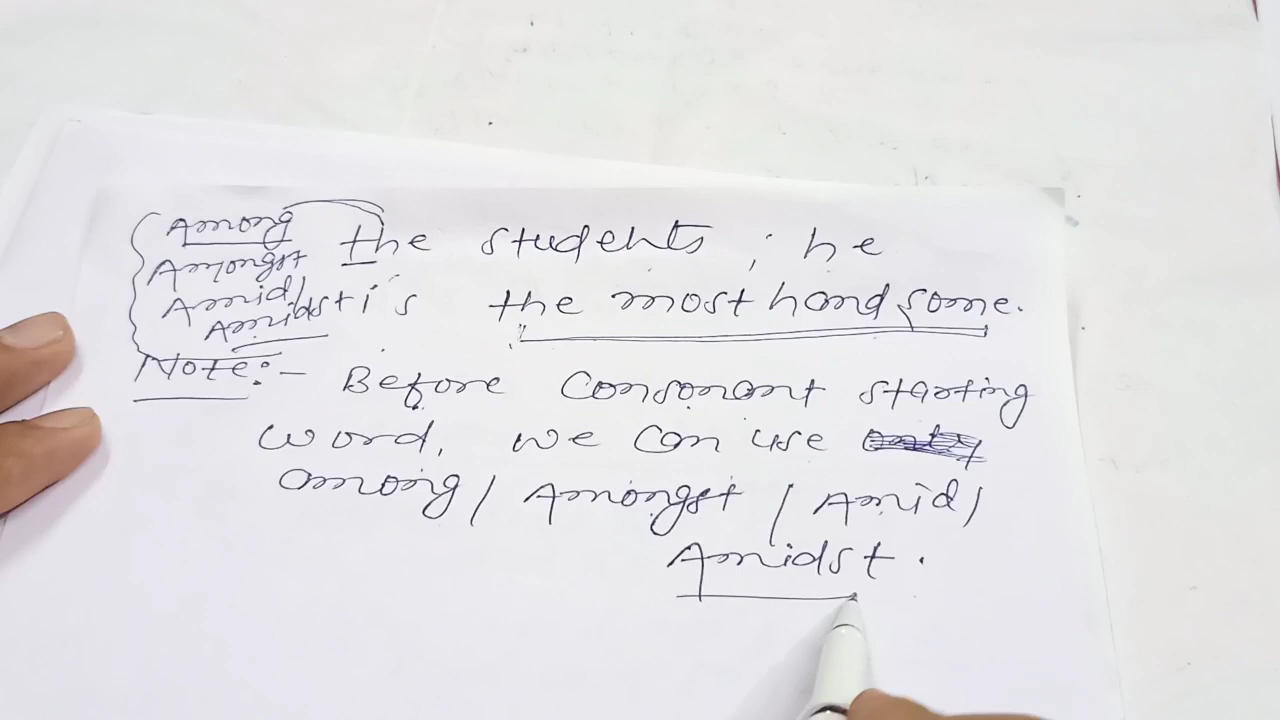 Among
Amongst
Amid/
Amidst
the students ; he
is the most handsome.
Note:- Before consonant starting
word, we can use
among / Amongst / Amid /
Amidst.